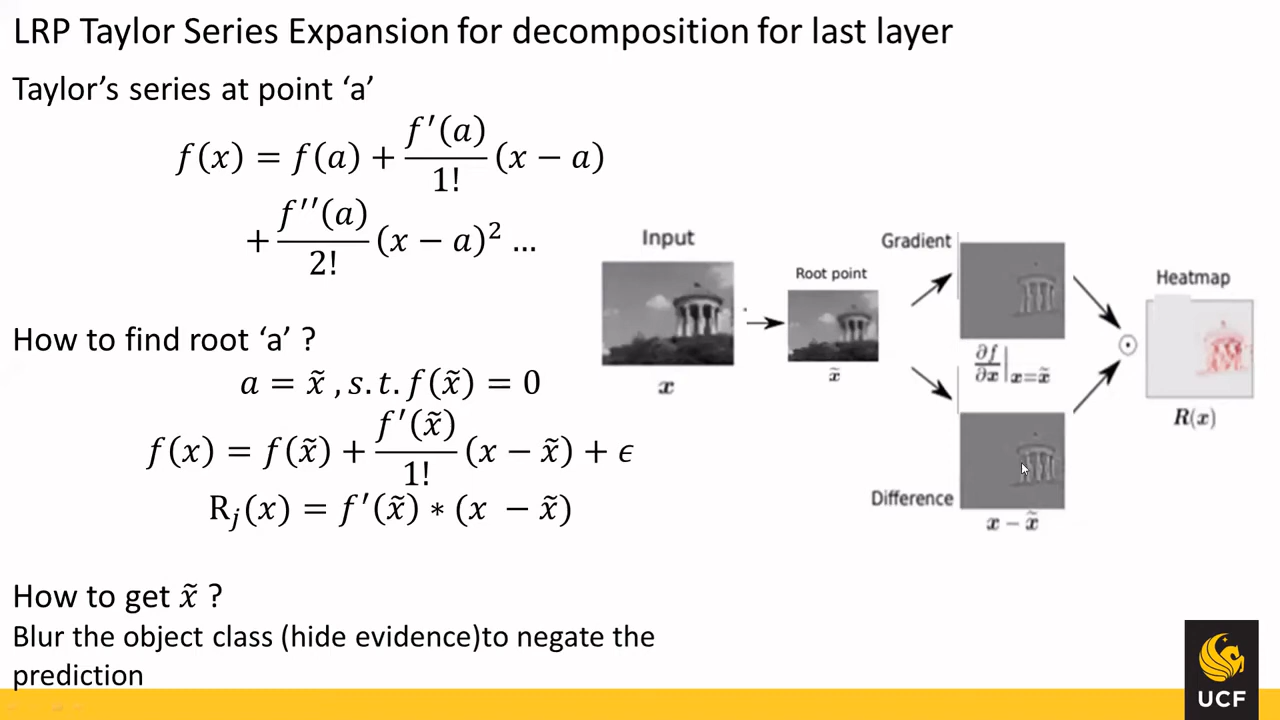 LRP Taylor Series Expansion for decomposition for last layer
Taylor’s series at point ‘a’
f(x) = f(a) + f′(a)/1! (x − a)
+ f′′(a)/2! (x − a)² …
How to find root ‘a’ ?
a = x̃ , s.t. f(x̃) = 0
f(x) = f(x̃) + f′(x̃)/1! (x − x̃) + ϵ
Rⱼ(x) = f′(x̃) ∗ (x − x̃)
How to get x̃ ?
Blur the object class (hide evidence)to negate the
prediction
Input
x
Root point
x̃
Gradient
∂f/∂x|x=x̃
Difference
x − x̃
Heatmap
R(x)
UCF